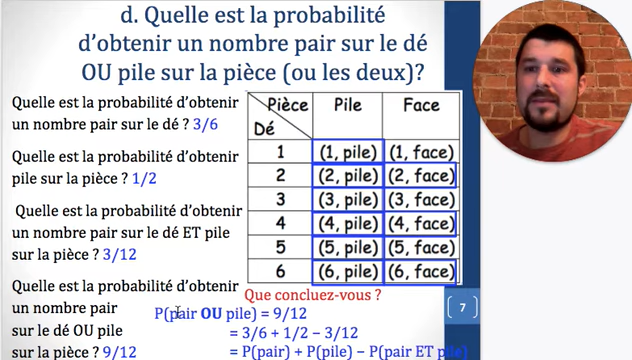 d. Quelle est la probabilité
d'obtenir un nombre pair sur le dé
OU pile sur la pièce (ou les deux)?
Quelle est la probabilité d'obtenir
un nombre pair sur le dé ? 3/6
Quelle est la probabilité d'obtenir
pile sur la pièce ? 1/2
Quelle est la probabilité d'obtenir
un nombre pair sur le dé ET pile
sur la pièce ? 3/12
Quelle est la probabilité d'obtenir
un nombre pair
sur le dé OU pile
sur la pièce ? 9/12
Pièce Pile Face
Dé
1 (1, pile) (1, face)
2 (2, pile) (2, face)
3 (3, pile) (3, face)
4 (4, pile) (4, face)
5 (5, pile) (5, face)
6 (6, pile) (6, face)
Que concluez-vous ?
P(pair OU pile) = 9/12
= 3/6 + 1/2 – 3/12
= P(pair) + P(pile) – P(pair ET pile)
7